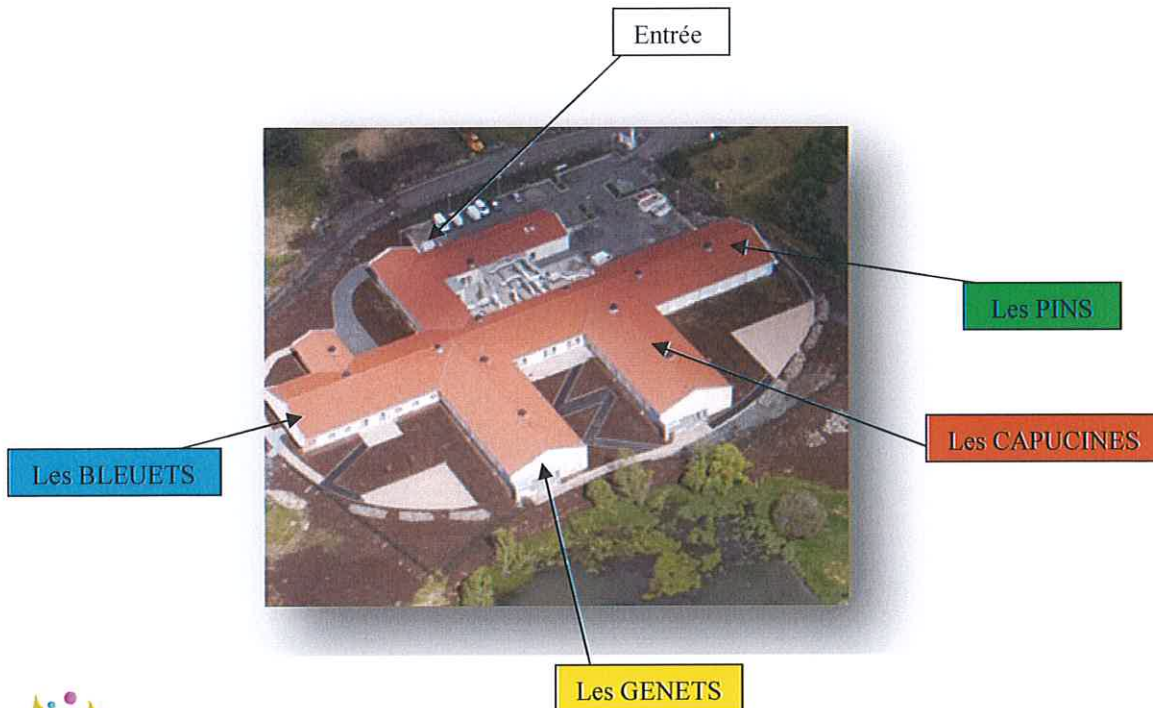 Entrée
Les PINS
Les CAPUCINES
Les BLEUETS
Les GENETS